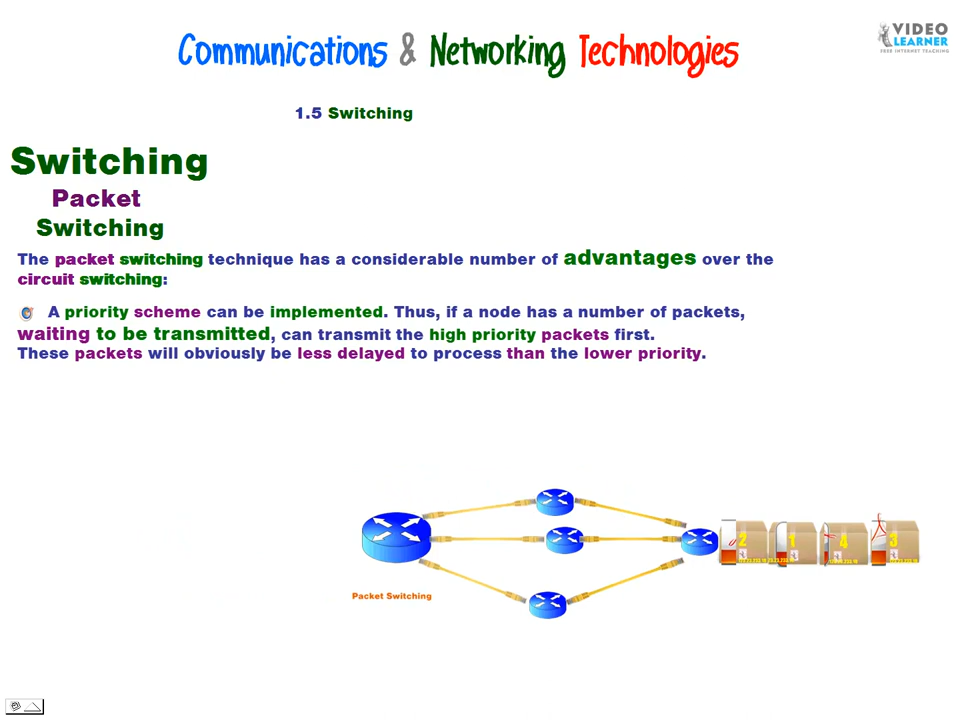 Communications & Networking Technologies
VIDEO
LEARNER
FREE INTERNET TEACHING
1.5 Switching
Switching
Packet
Switching
The packet switching technique has a considerable number of advantages over the
circuit switching:
A priority scheme can be implemented. Thus, if a node has a number of packets,
waiting to be transmitted, can transmit the high priority packets first.
These packets will obviously be less delayed to process than the lower priority.
2 1 4 3
Packet Switching